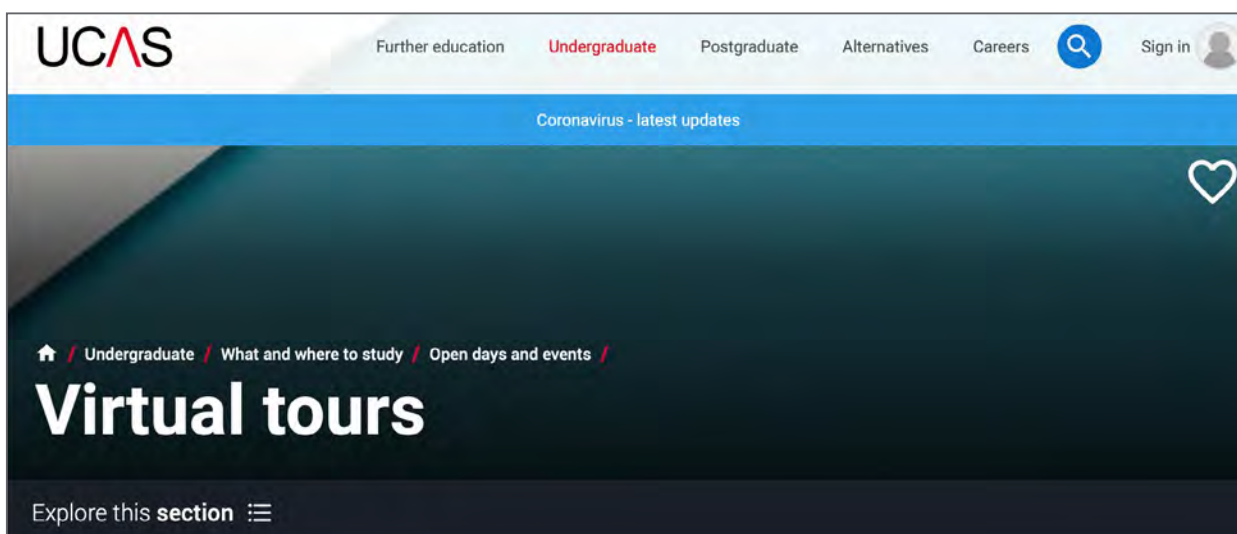 UCAS
Further education Undergraduate Postgraduate Alternatives Careers Sign in
Coronavirus - latest updates
/ Undergraduate / What and where to study / Open days and events /
Virtual tours
Explore this section